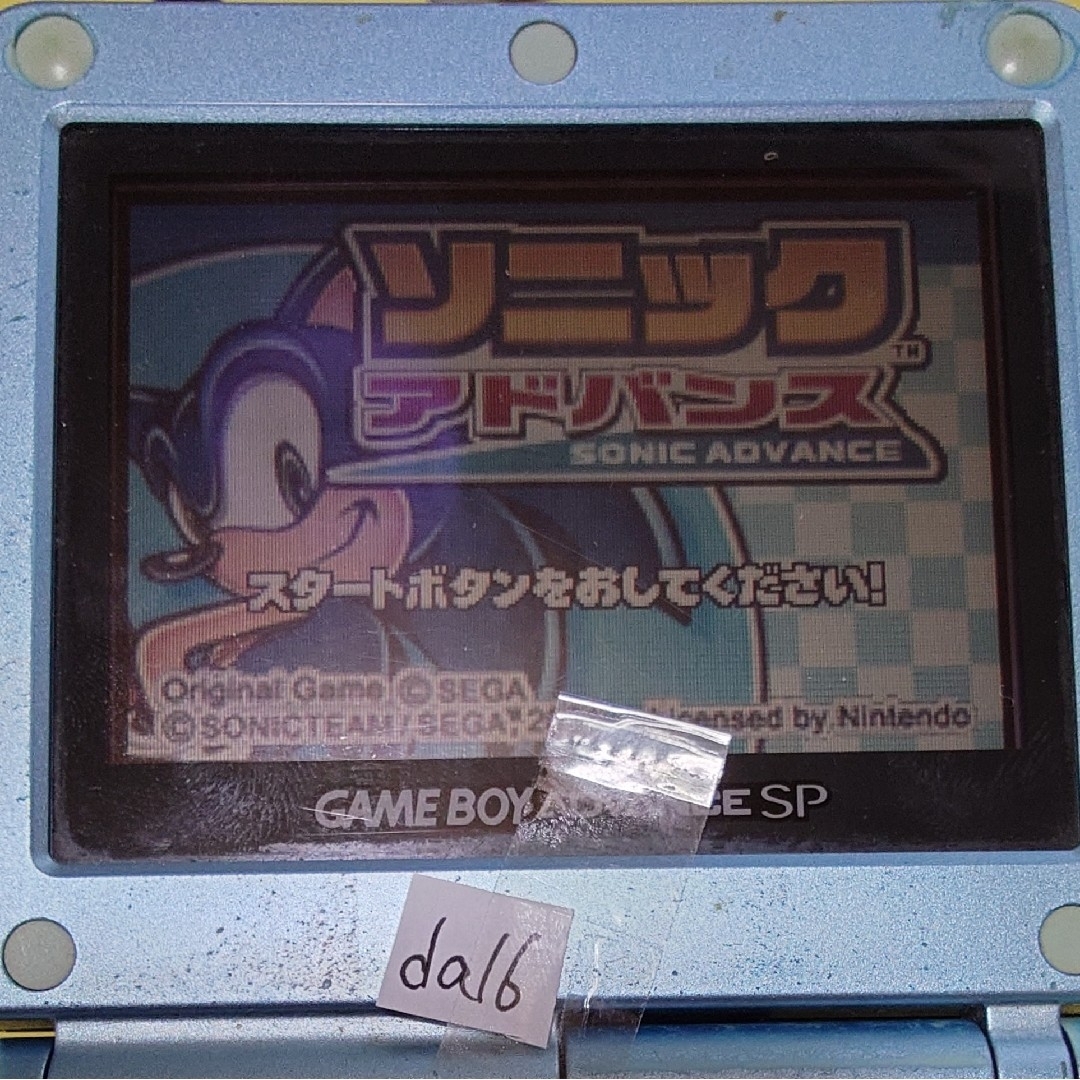 ソニック
TM
アドバンス
SONIC ADVANCE
スタートボタンをおしてください!
Original Game ©SEGA
©SONICTEAM/SEGA, by Nintendo
GAME BOY SP
da16